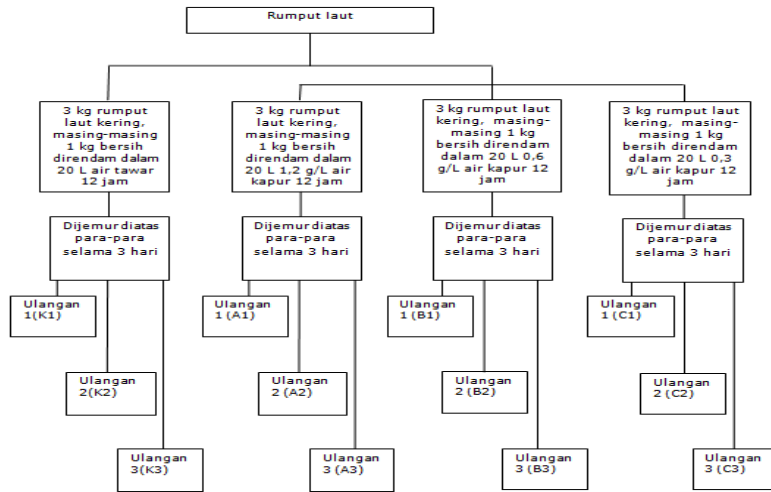 Rumput laut
3 kg rumput
laut kering,
masing-masing
1 kg bersih
direndam dalam
20 L air tawar
12 jam
3 kg rumput
laut kering,
masing-masing
1 kg bersih
direndam dalam
20 L 1,2 g/L air
kapur 12 jam
3 kg rumput laut
kering, masing-
masing 1 kg
bersih direndam
dalam 20 L 0,6
g/L air kapur 12
jam
3 kg rumput laut
kering, masing-
masing 1 kg
bersih direndam
dalam 20 L 0,3
g/L air kapur 12
jam
Dijemur diatas
para-para
selama 3 hari
Dijemur diatas
para-para
selama 3 hari
Dijemur diatas
para-para
selama 3 hari
Dijemur diatas
para-para
selama 3 hari
Ulangan
1(K1)
Ulangan
1 (A1)
Ulangan
1 (B1)
Ulangan
1 (C1)
Ulangan
2(K2)
Ulangan
2 (A2)
Ulangan
2 (B2)
Ulangan
2 (C2)
Ulangan
3(K3)
Ulangan
3 (A3)
Ulangan
3 (B3)
Ulangan
3 (C3)